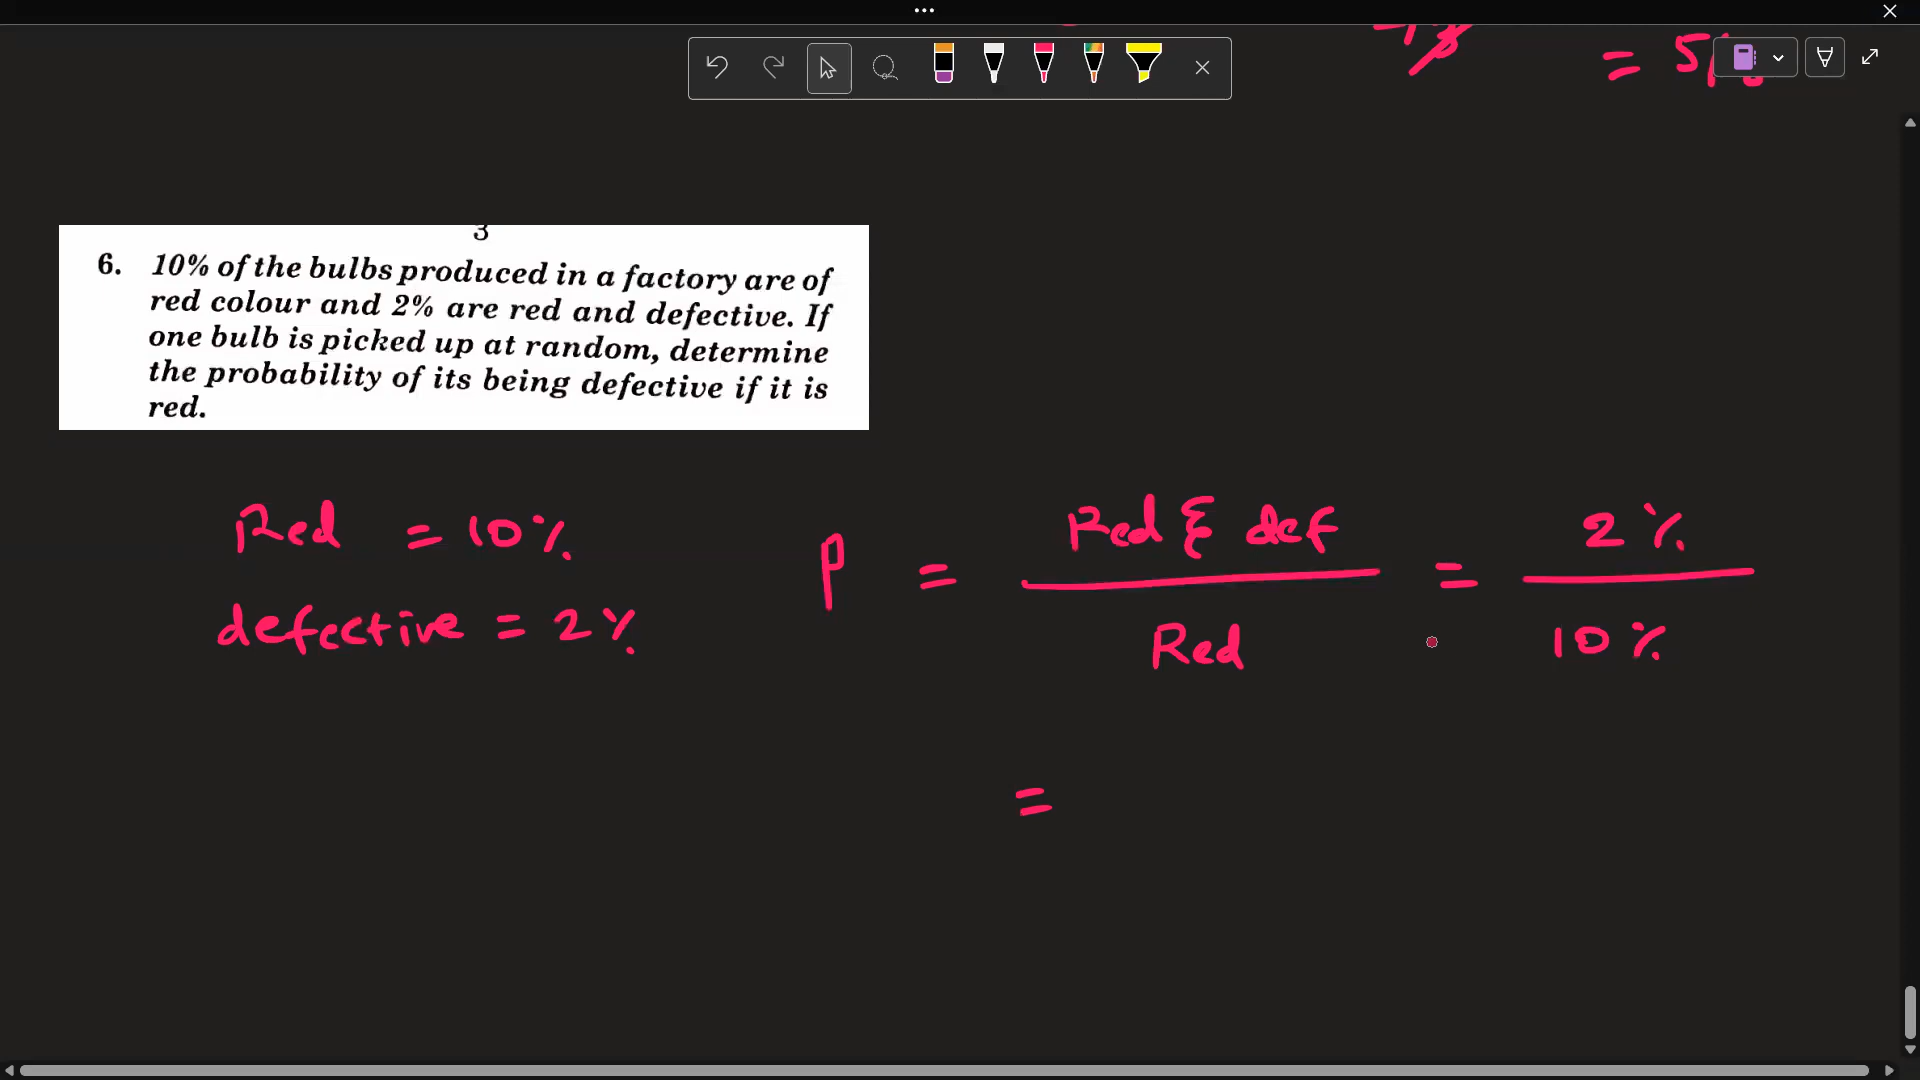 = 5/
3
6. 10% of the bulbs produced in a factory are of
red colour and 2% are red and defective. If
one bulb is picked up at random, determine
the probability of its being defective if it is
red.
Red = 10%
defective = 2%
P = Red & def / Red = 2% / 10%
=